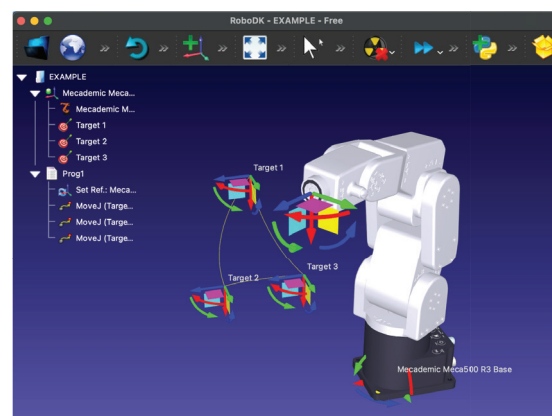 RoboDK - EXAMPLE - Free
EXAMPLE
Mecademic Meca...
Mecademic M...
Target 1
Target 2
Target 3
Prog1
Set Ref.: Meca...
MoveJ (Targe...
MoveJ (Targe...
MoveJ (Targe...
Target 1
Target 2
Target 3
Mecademic Meca500 R3 Base